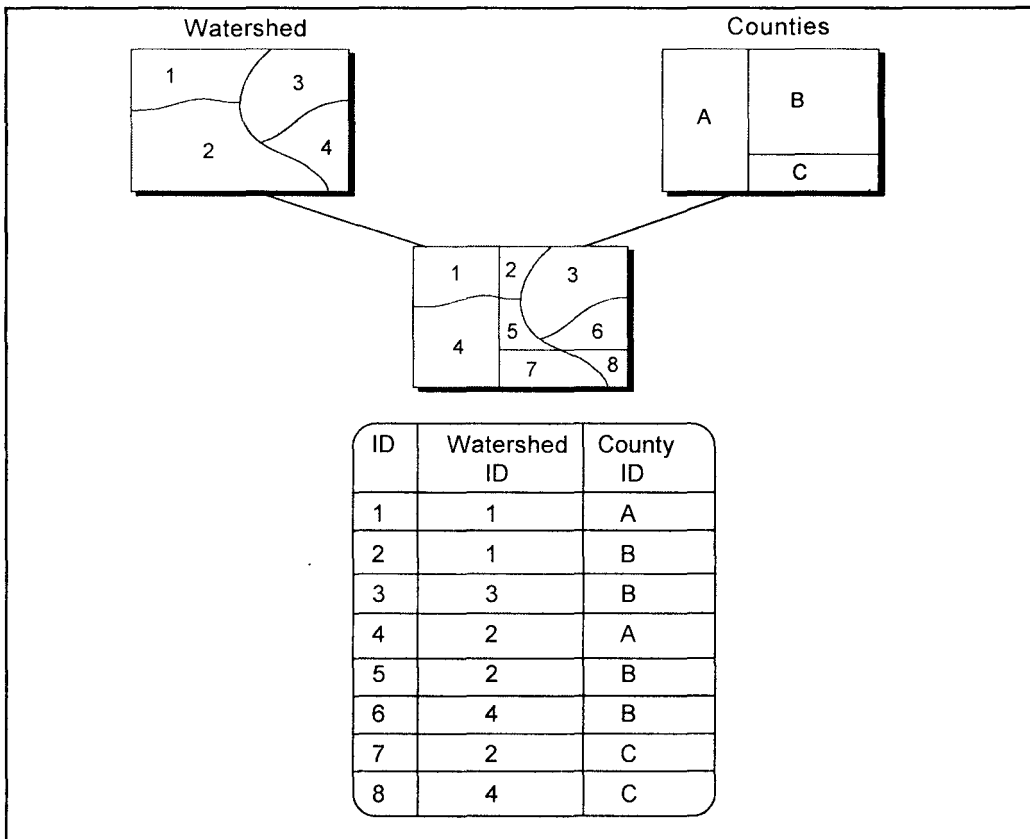 Watershed
Counties
1
3
2
4
A
B
C
1
2
3
4
5
6
7
8
ID Watershed ID County ID
1 1 A
2 1 B
3 3 B
4 2 A
5 2 B
6 4 B
7 2 C
8 4 C